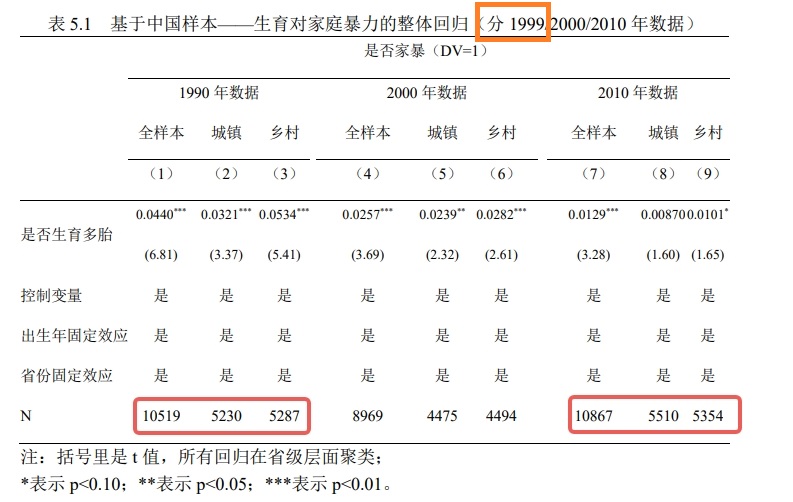 表 5.1 基于中国样本——生育对家庭暴力的整体回归（分 1999/2000/2010 年数据）
是否家暴（DV=1）
1990 年数据 2000 年数据 2010 年数据
全样本 城镇 乡村 全样本 城镇 乡村 全样本 城镇 乡村
（1） （2） （3） （4） （5） （6） （7） （8） （9）
0.0440*** 0.0321*** 0.0534*** 0.0257*** 0.0239** 0.0282*** 0.0129*** 0.00870 0.0101*
是否生育多胎
(6.81) (3.37) (5.41) (3.69) (2.32) (2.61) (3.28) (1.60) (1.65)
控制变量 是 是 是 是 是 是 是 是 是
出生年固定效应 是 是 是 是 是 是 是 是 是
省份固定效应 是 是 是 是 是 是 是 是 是
N 10519 5230 5287 8969 4475 4494 10867 5510 5354
注：括号里是 t 值，所有回归在省级层面聚类；
*表示 p<0.10；**表示 p<0.05；***表示 p<0.01。